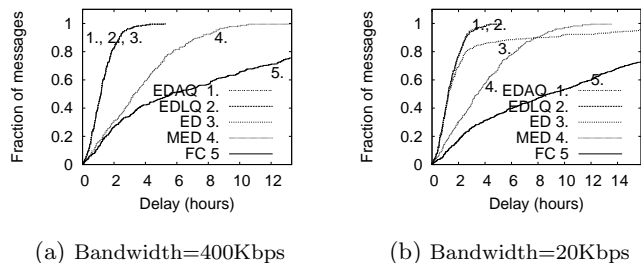 Fraction of messages
1
0.8
0.6
0.4
0.2
0
1., 2., 3.
4.
5.
EDAQ 1.
EDLQ 2.
ED 3.
MED 4.
FC 5
0 2 4 6 8 10 12
Delay (hours)
(a) Bandwidth=400Kbps
Fraction of messages
1
0.8
0.6
0.4
0.2
0
1., 2.
3.
4.
5.
EDAQ 1.
EDLQ 2.
ED 3.
MED 4.
FC 5
0 2 4 6 8 10 12 14
Delay (hours)
(b) Bandwidth=20Kbps